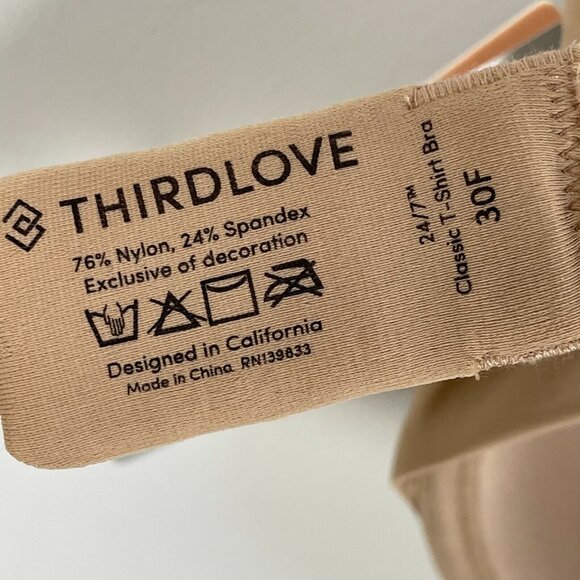 THIRDLOVE
76% Nylon, 24% Spandex
Exclusive of decoration
Designed in California
Made in China RN139833
24/7™
Classic T-Shirt Bra
30F